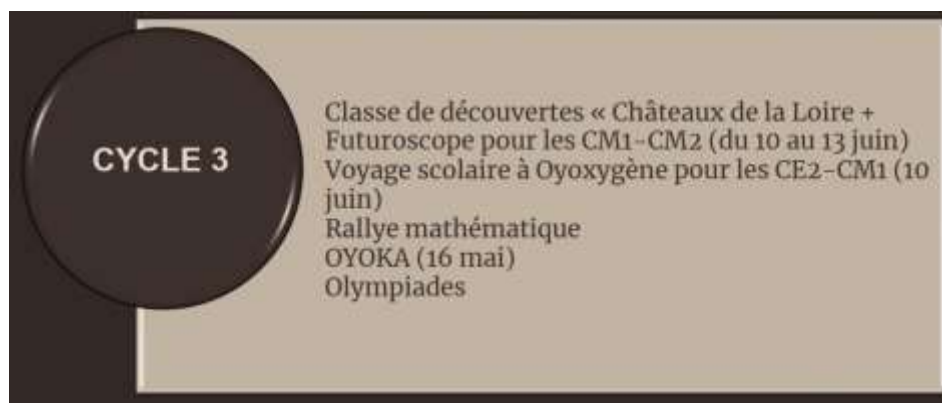 CYCLE 3
Classe de découvertes « Châteaux de la Loire +
Futuroscope pour les CM1-CM2 (du 10 au 13 juin)
Voyage scolaire à Oyoxygène pour les CE2-CM1 (10
juin)
Rallye mathématique
OYOKA (16 mai)
Olympiades